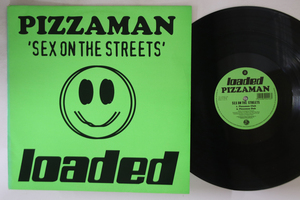 PIZZAMAN
'SEX ON THE STREETS'
loaded
loaded
PIZZAMAN
SEX ON THE STREETS